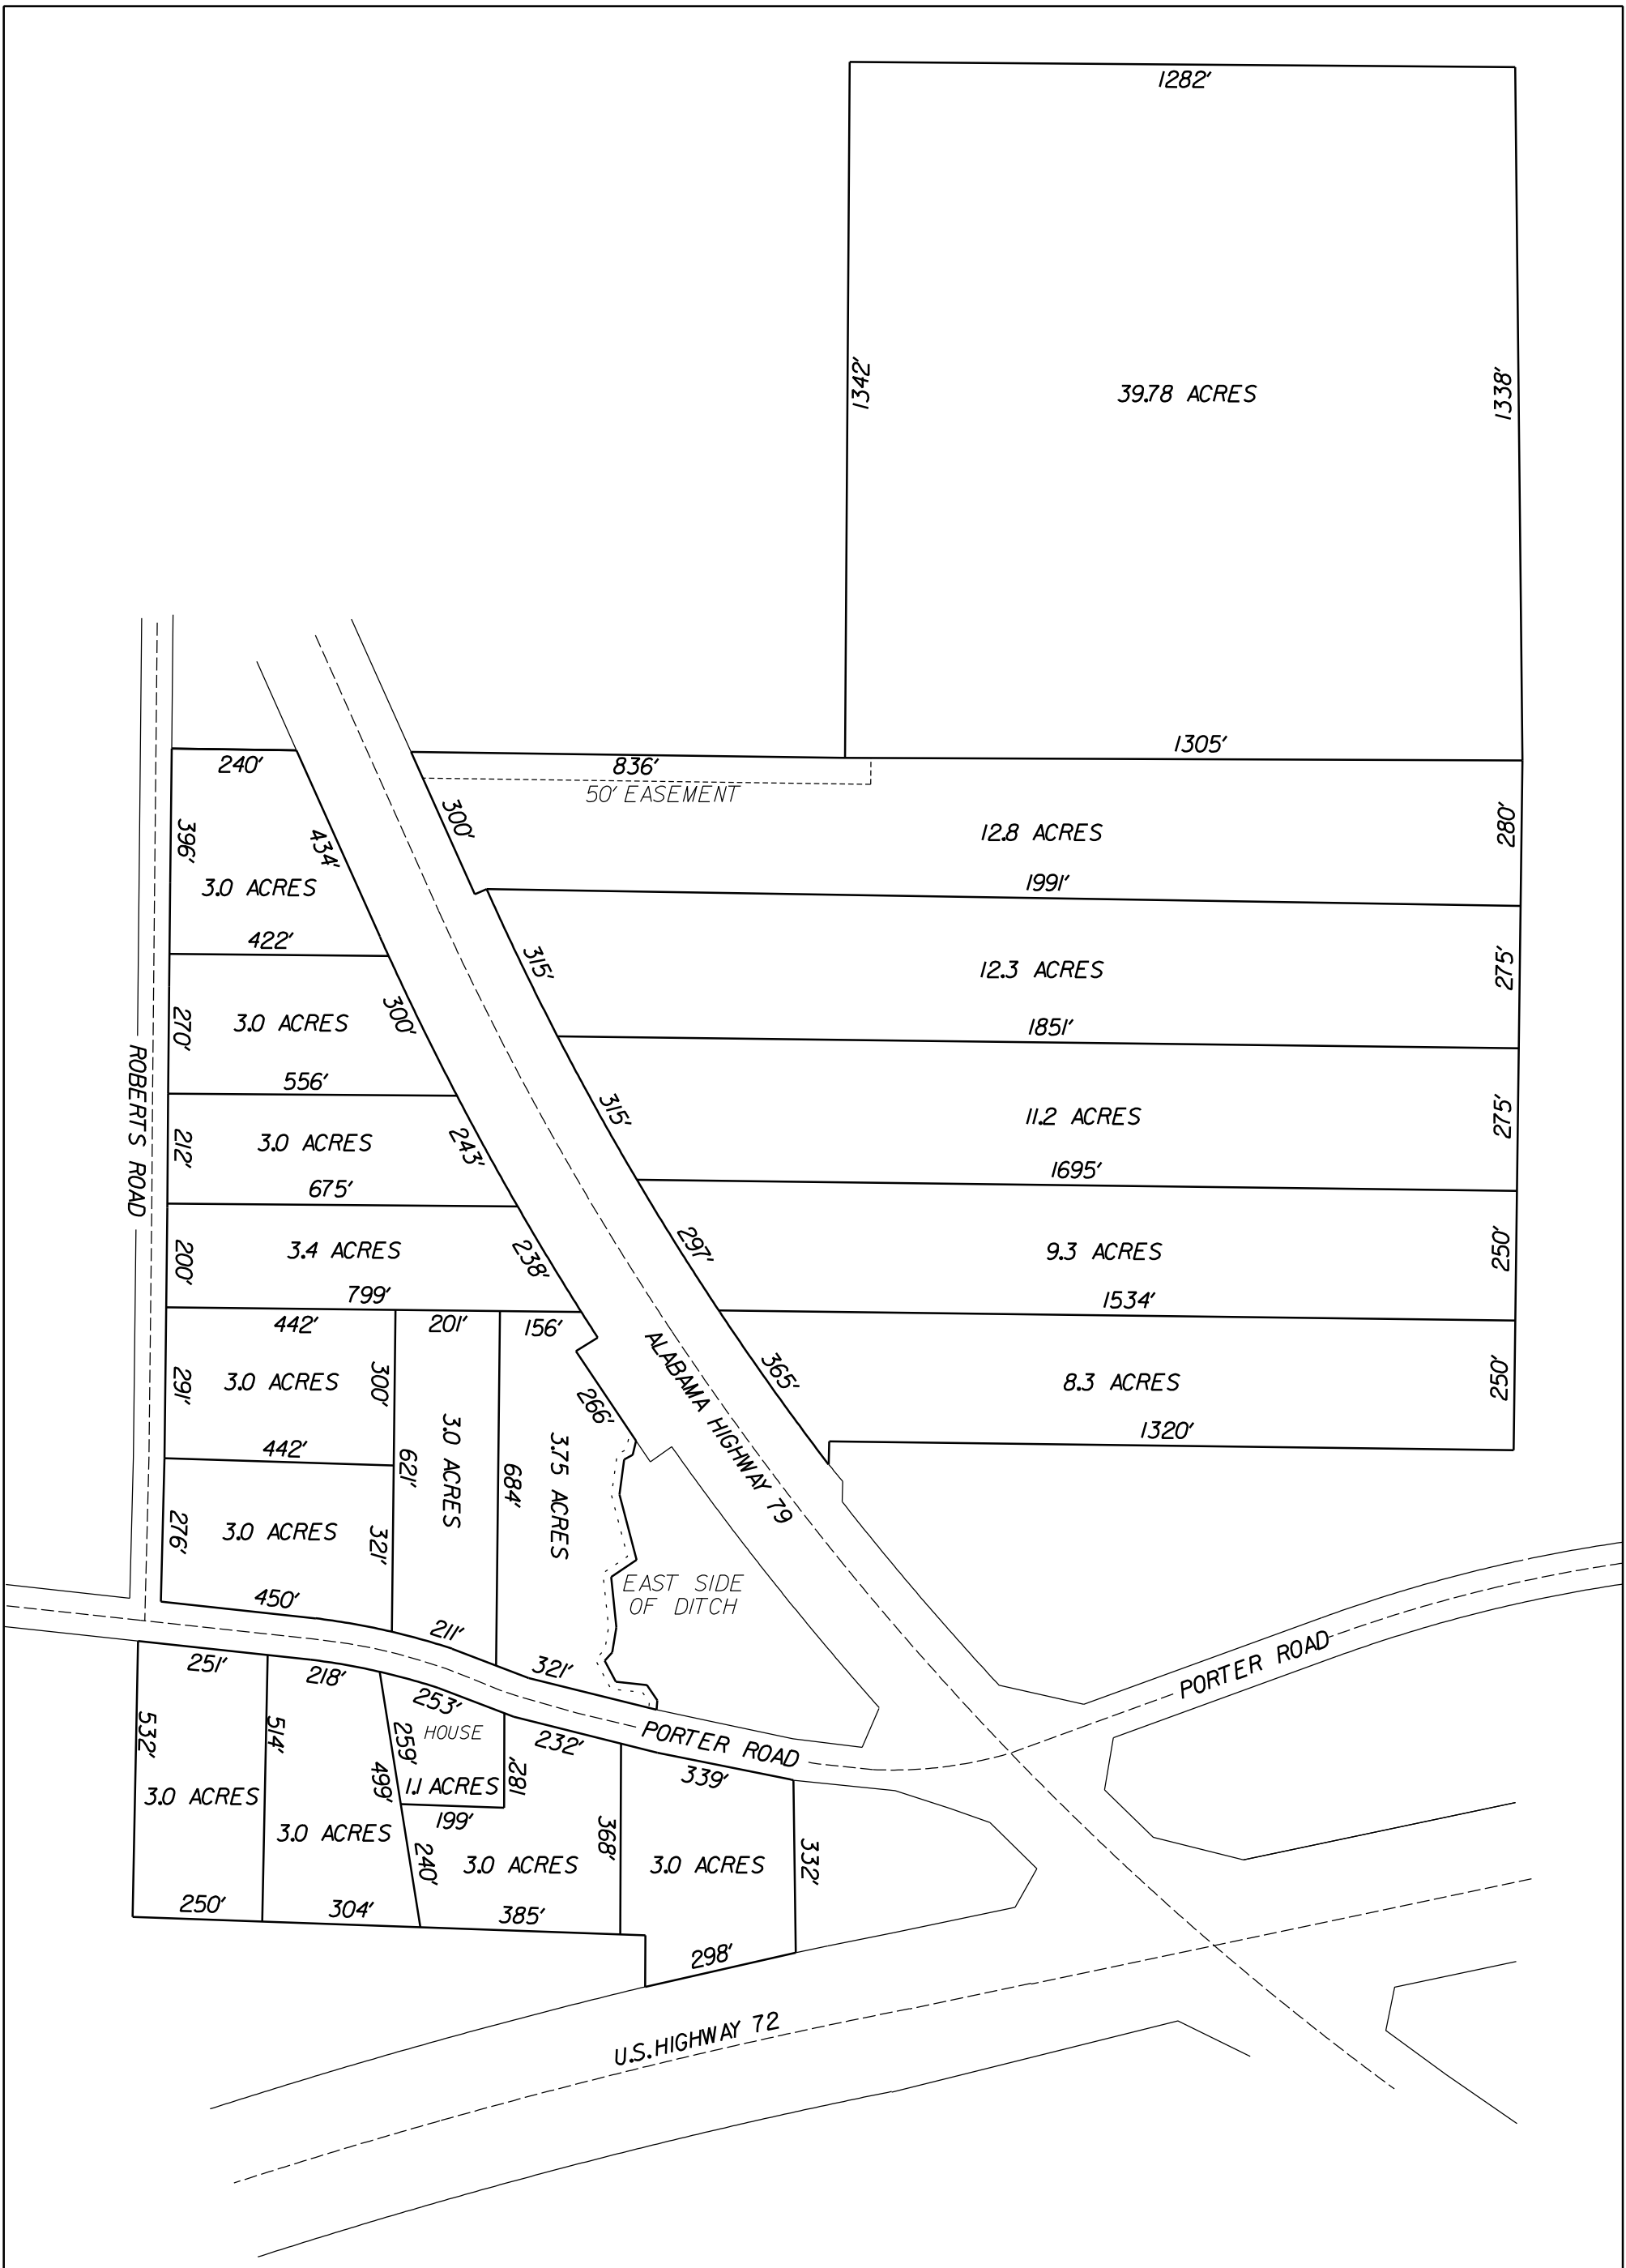 1282′
1342′
39.78 ACRES
1338′
1305′
240′
836′
50′ EASEMENT
396′
434′
300′
12.8 ACRES
280′
3.0 ACRES
1991′
422′
315′
12.3 ACRES
275′
270′
3.0 ACRES
300′
1851′
556′
ROBERTS ROAD
212′
3.0 ACRES
243′
315′
11.2 ACRES
275′
675′
1695′
200′
3.4 ACRES
238′
297′
9.3 ACRES
250′
799′
1534′
442′
201′
156′
291′
3.0 ACRES
300′
266′
ALABAMA HIGHWAY 79
365′
8.3 ACRES
250′
442′
621′
3.0 ACRES
684′
3.75 ACRES
1320′
276′
3.0 ACRES
321′
EAST SIDE
OF DITCH
450′
211′
321′
PORTER ROAD
251′
218′
253′
HOUSE
232′
PORTER ROAD
532′
514′
259′
499′
1.1 ACRES
281′
339′
3.0 ACRES
199′
3.0 ACRES
240′
3.0 ACRES
368′
3.0 ACRES
332′
250′
304′
385′
298′
U.S. HIGHWAY 72